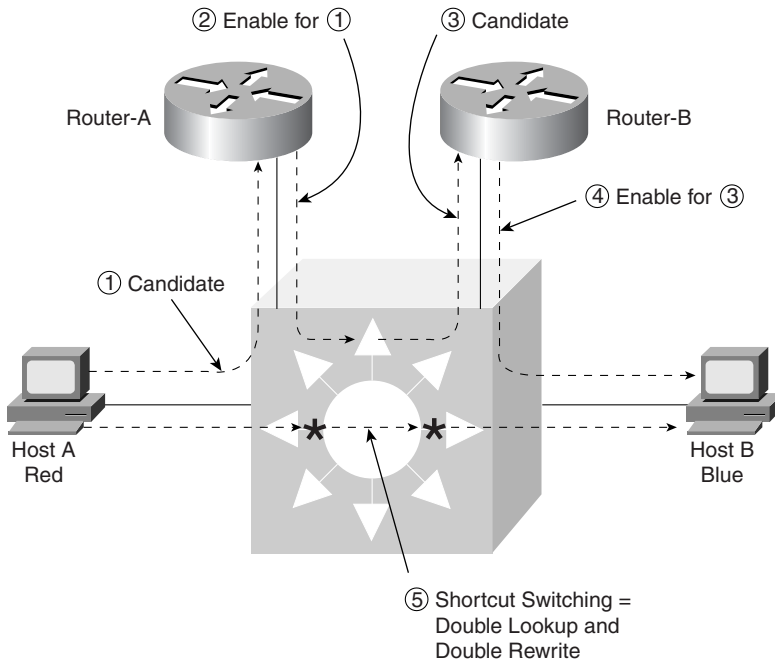 ② Enable for ①
③ Candidate
Router-A
Router-B
④ Enable for ③
① Candidate
Host A
Red
Host B
Blue
⑤ Shortcut Switching =
Double Lookup and
Double Rewrite